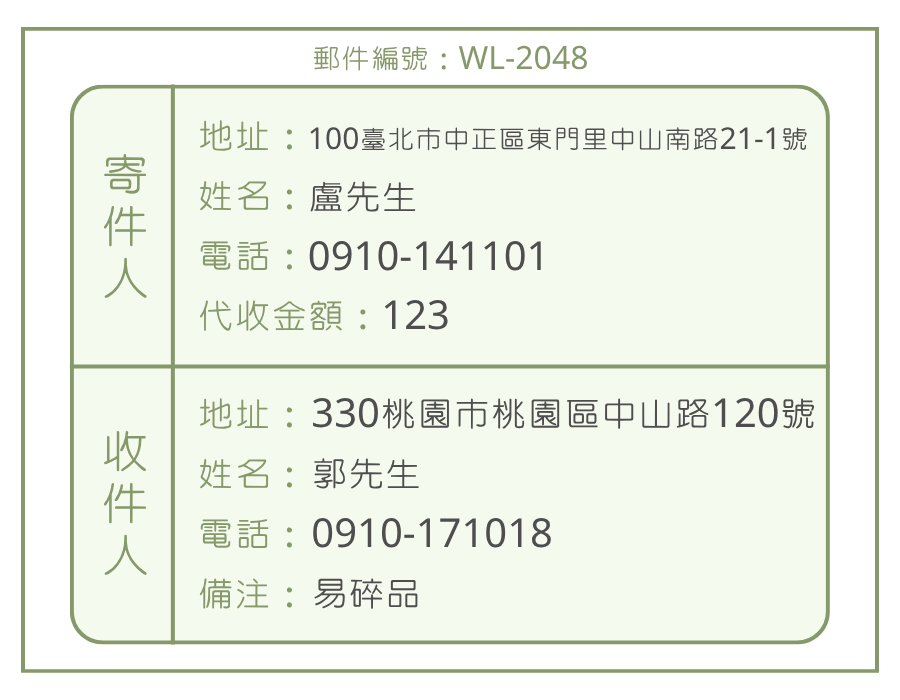 郵件編號：WL-2048
寄件人
地址：100臺北市中正區東門里中山南路21-1號
姓名：盧先生
電話：0910-141101
代收金額：123
收件人
地址：330桃園市桃園區中山路120號
姓名：郭先生
電話：0910-171018
備注：易碎品